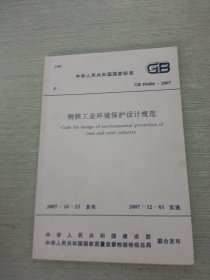 UDC
中华人民共和国国家标准
GB
P
GB 50406－2007
钢铁工业环境保护设计规范
Code for design of environmental protection of
iron and steel industry
2007－10－23 发布
2007－12－01 实施
中华人民共和国建设部
中华人民共和国国家质量监督检验检疫总局
联合发布